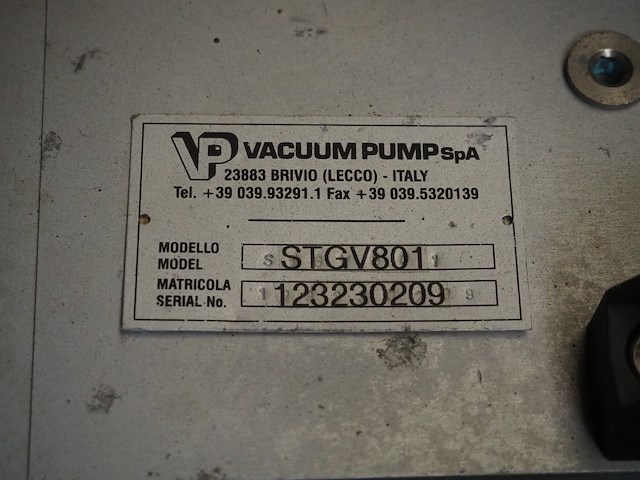 VP VACUUM PUMP SpA
23883 BRIVIO (LECCO) - ITALY
Tel. +39 039.93291.1 Fax +39 039.5320139
MODELLO
MODEL STGV801
MATRICOLA
SERIAL No. 123230209